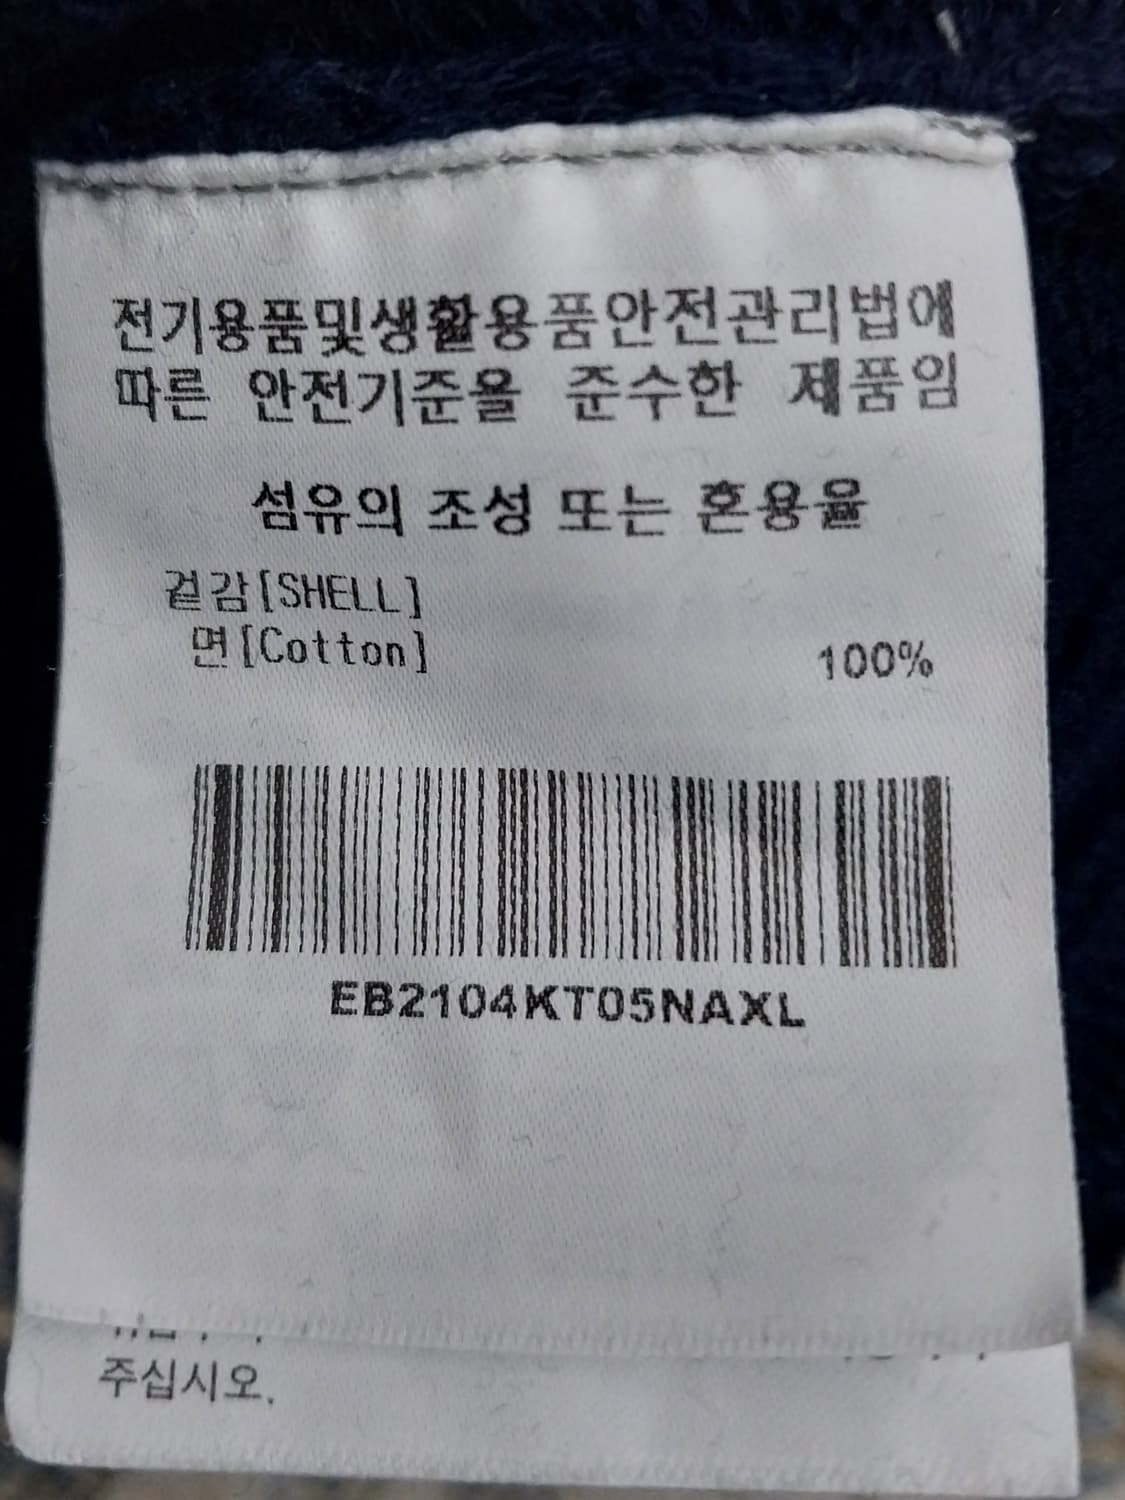 전기용품및생활용품안전관리법에
따른 안전기준을 준수한 제품임
섬유의 조성 또는 혼용율
겉감[SHELL]
면[Cotton] 100%
EB2104KT05NAXL
주십시오.